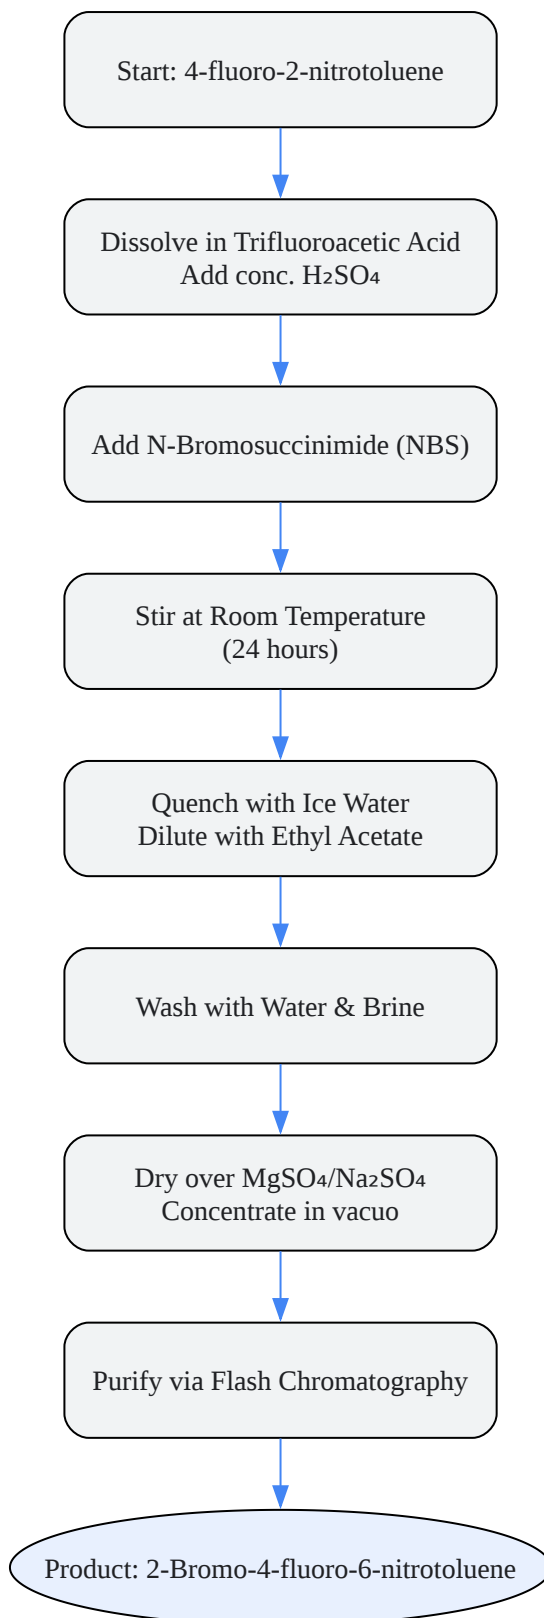 Start: 4-fluoro-2-nitrotoluene
Dissolve in Trifluoroacetic Acid
Add conc. H₂SO₄
Add N-Bromosuccinimide (NBS)
Stir at Room Temperature
(24 hours)
Quench with Ice Water
Dilute with Ethyl Acetate
Wash with Water & Brine
Dry over MgSO₄/Na₂SO₄
Concentrate in vacuo
Purify via Flash Chromatography
Product: 2-Bromo-4-fluoro-6-nitrotoluene